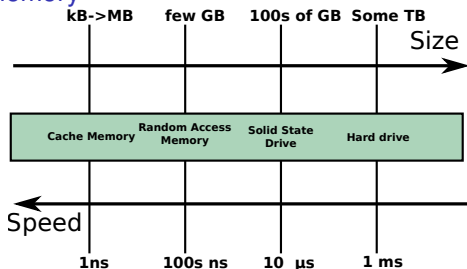 memory
kB->MB few GB 100s of GB Some TB
Size
Cache Memory Random Access Memory Solid State Drive Hard drive
Speed
1ns 100s ns 10 µs 1 ms